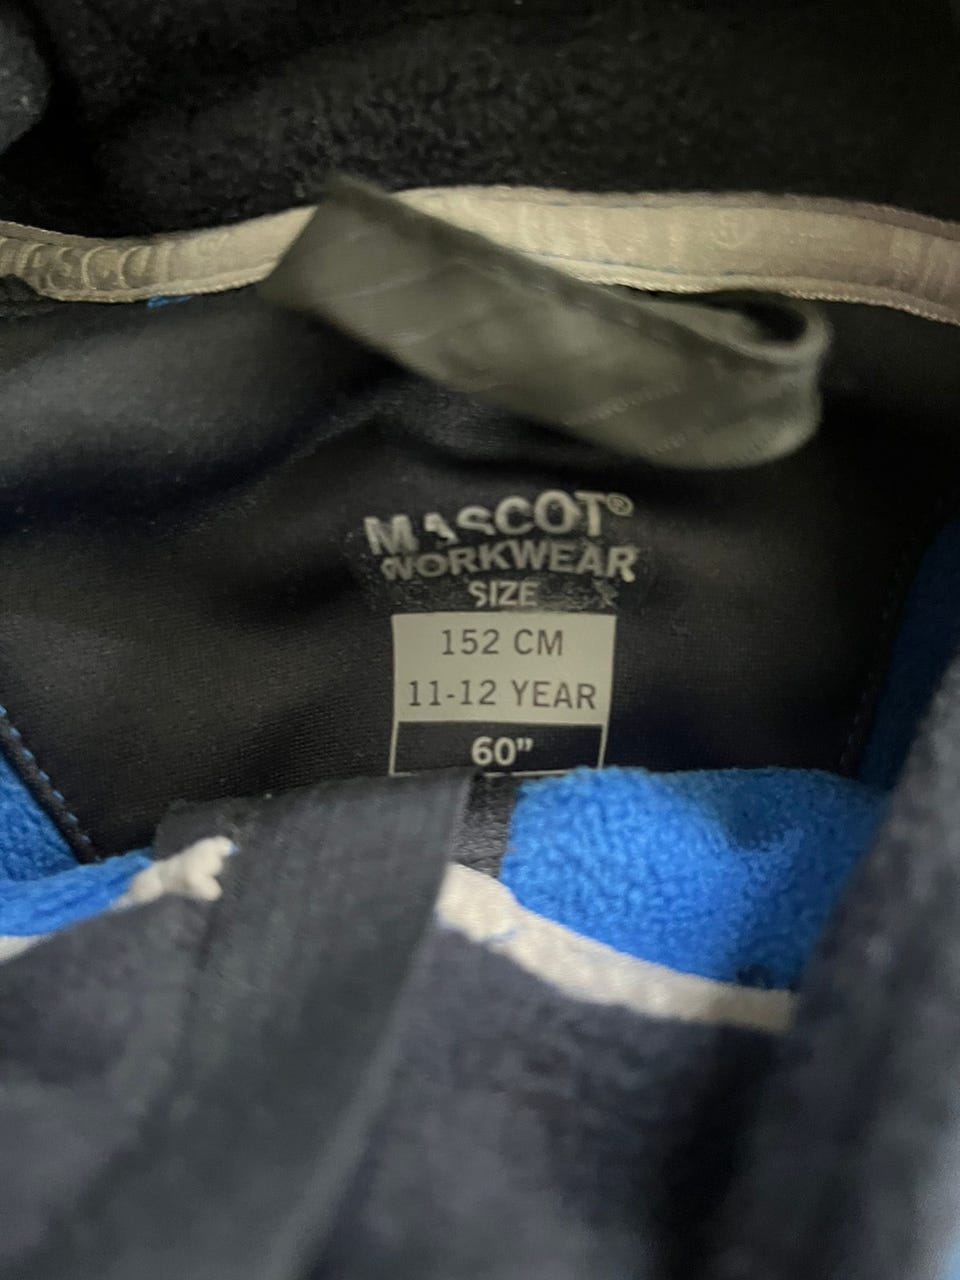 MASCOT®
WORKWEAR
SIZE
152 CM
11-12 YEAR
60"